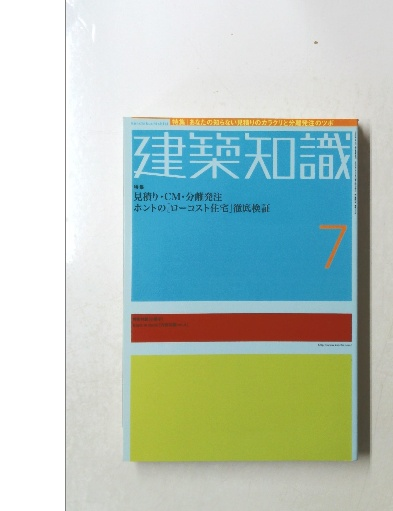 特集：あなたの知らない見積りのカラクリと分離発注のツボ
建築知識
特集
見積り・CM・分離発注
ホントの「ローコスト住宅」徹底検証
7